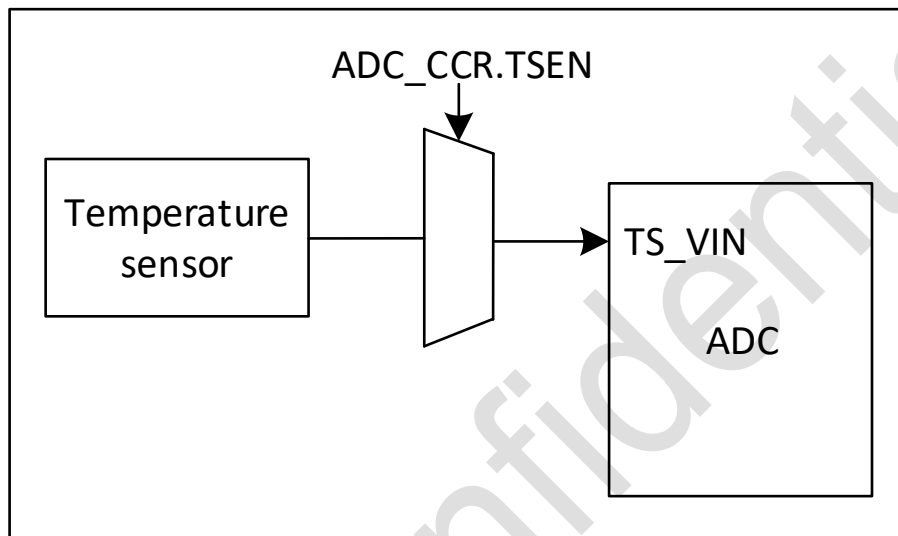 ADC_CCR.TSEN
Temperature
sensor
TS_VIN
ADC